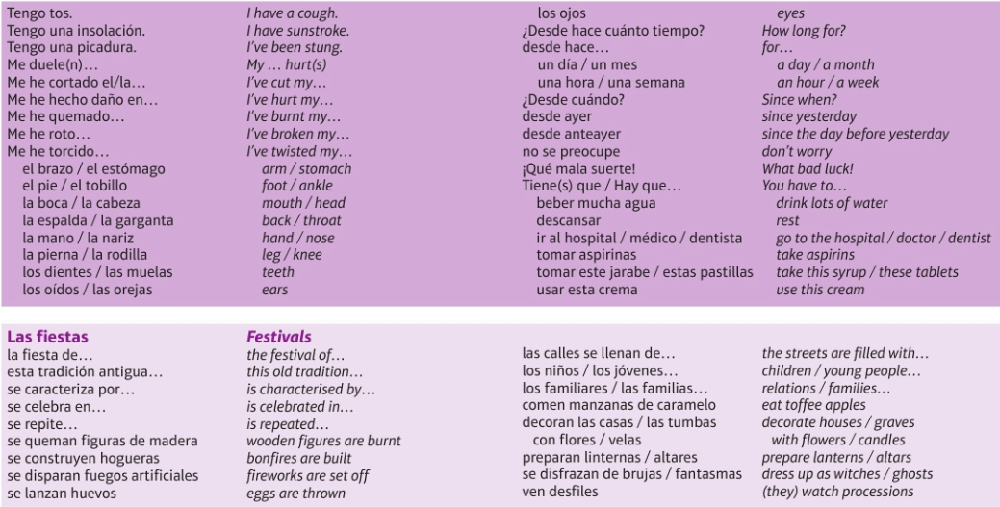 Tengo tos. I have a cough.
Tengo una insolación. I have sunstroke.
Tengo una picadura. I've been stung.
Me duele(n)… My … hurt(s)
Me he cortado el/la… I've cut my…
Me he hecho daño en… I've hurt my…
Me he quemado… I've burnt my…
Me he roto… I've broken my…
Me he torcido… I've twisted my…
el brazo / el estómago arm / stomach
el pie / el tobillo foot / ankle
la boca / la cabeza mouth / head
la espalda / la garganta back / throat
la mano / la nariz hand / nose
la pierna / la rodilla leg / knee
los dientes / las muelas teeth
los oídos / las orejas ears
los ojos eyes
¿Desde hace cuánto tiempo? How long for?
desde hace… for…
un día / un mes a day / a month
una hora / una semana an hour / a week
¿Desde cuándo? Since when?
desde ayer since yesterday
desde anteayer since the day before yesterday
no se preocupe don't worry
¡Qué mala suerte! What bad luck!
Tiene(s) que / Hay que… You have to…
beber mucha agua drink lots of water
descansar rest
ir al hospital / médico / dentista go to the hospital / doctor / dentist
tomar aspirinas take aspirins
tomar este jarabe / estas pastillas take this syrup / these tablets
usar esta crema use this cream
Las fiestas Festivals
la fiesta de… the festival of…
esta tradición antigua… this old tradition…
se caracteriza por… is characterised by…
se celebra en… is celebrated in…
se repite… is repeated…
se queman figuras de madera wooden figures are burnt
se construyen hogueras bonfires are built
se disparan fuegos artificiales fireworks are set off
se lanzan huevos eggs are thrown
las calles se llenan de… the streets are filled with…
los niños / los jóvenes… children / young people…
los familiares / las familias… relations / families…
comen manzanas de caramelo eat toffee apples
decoran las casas / las tumbas decorate houses / graves
con flores / velas with flowers / candles
preparan linternas / altares prepare lanterns / altars
se disfrazan de brujas / fantasmas dress up as witches / ghosts
ven desfiles (they) watch processions